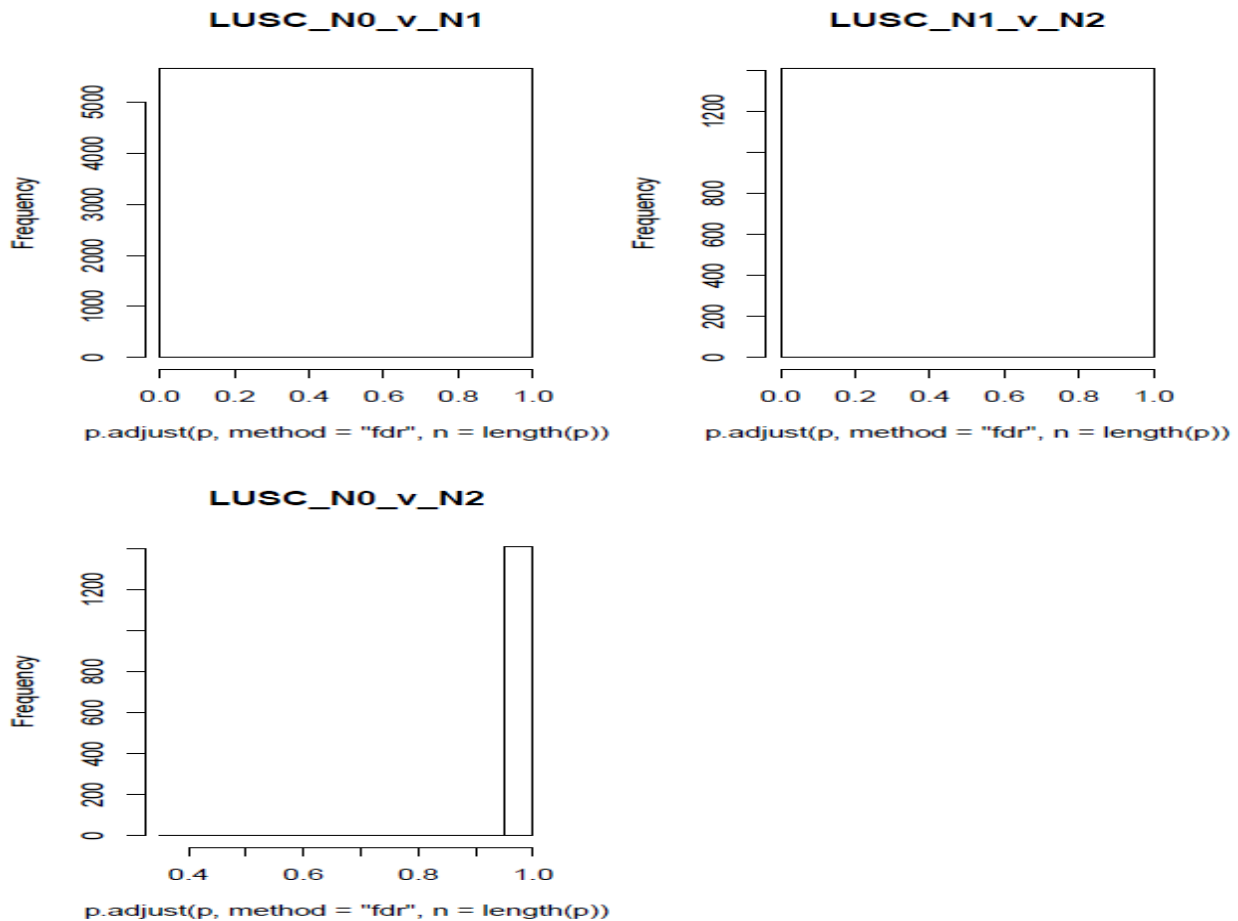 LUSC_N0_v_N1
Frequency
0 1000 2000 3000 4000 5000
0.0 0.2 0.4 0.6 0.8 1.0
p.adjust(p, method = "fdr", n = length(p))
LUSC_N1_v_N2
Frequency
0 200 400 600 800 1200
0.0 0.2 0.4 0.6 0.8 1.0
p.adjust(p, method = "fdr", n = length(p))
LUSC_N0_v_N2
Frequency
0 200 400 600 800 1200
0.4 0.6 0.8 1.0
p.adjust(p, method = "fdr", n = length(p))